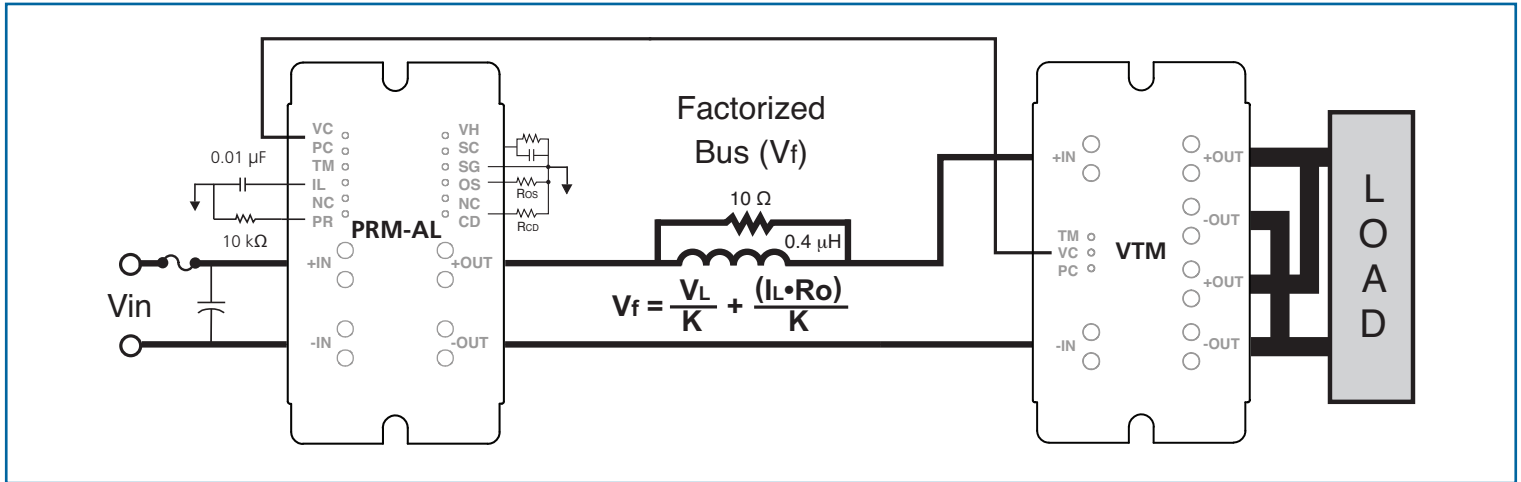 Factorized
Bus (Vf)
VC
PC
TM
IL
NC
PR
VH
SC
SG
OS
NC
CD
0.01 µF
10 kΩ
ROS
RCD
PRM-AL
+IN
-IN
+OUT
-OUT
Vin
10 Ω
0.4 µH
Vf = VL/K + (IL•Ro)/K
+IN
-IN
TM
VC
PC
VTM
+OUT
-OUT
+OUT
-OUT
LOAD